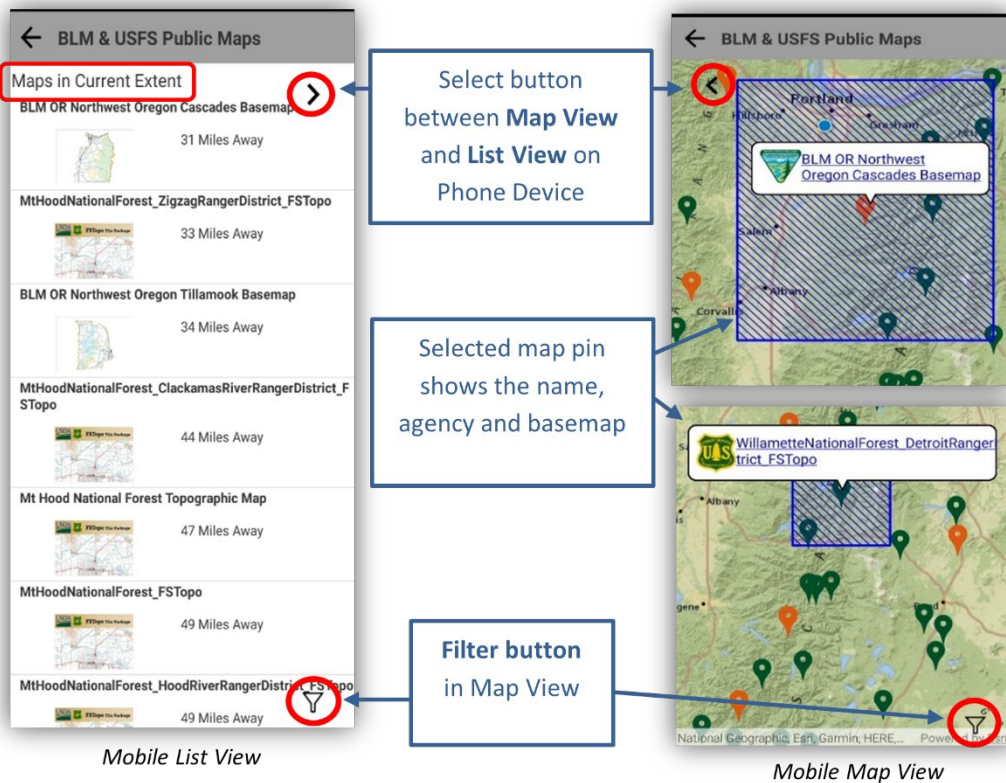 BLM & USFS Public Maps
Maps in Current Extent
BLM OR Northwest Oregon Cascades Basemap
31 Miles Away
MtHoodNationalForest_ZigzagRangerDistrict_FSTopo
33 Miles Away
BLM OR Northwest Oregon Tillamook Basemap
34 Miles Away
MtHoodNationalForest_ClackamasRiverRangerDistrict_F
STopo
44 Miles Away
Mt Hood National Forest Topographic Map
47 Miles Away
MtHoodNationalForest_FSTopo
49 Miles Away
MtHoodNationalForest_HoodRiverRangerDistrict_FSTopo
49 Miles Away
Mobile List View
Select button
between Map View
and List View on
Phone Device
Selected map pin
shows the name,
agency and basemap
Filter button
in Map View
BLM & USFS Public Maps
Portland
Hillsboro
Gresham
BLM OR Northwest
Oregon Cascades Basemap
Salem
Albany
Corvallis
UAS
WillametteNationalForest_DetroitRanger
trict_FSTopo
Albany
gene
National Geographic, Esri, Garmin, HERE,...
Powered by Esri
Mobile Map View